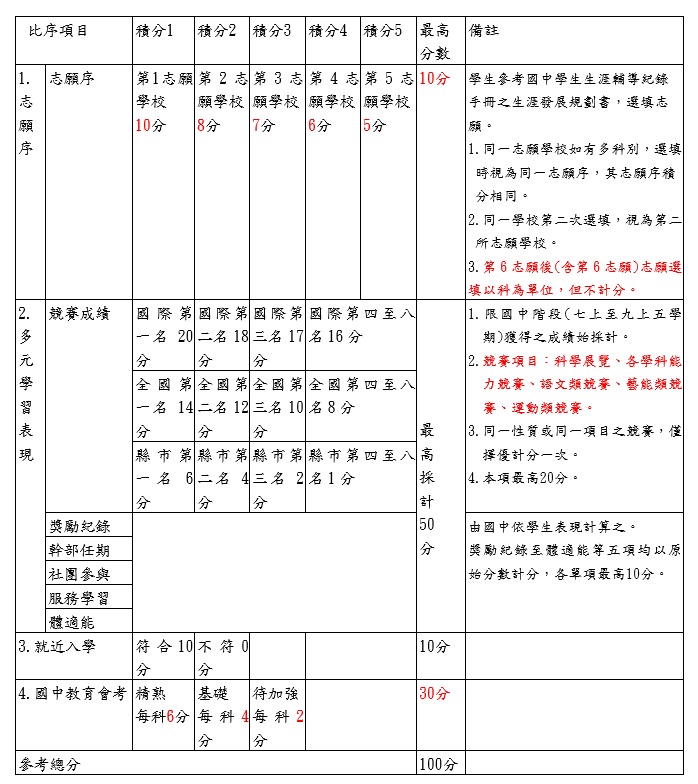 比序項目 積分1 積分2 積分3 積分4 積分5 最高分數 備註
1.志願序
志願序
第1志願學校
10分
第2志願學校
8分
第3志願學校
7分
第4志願學校
6分
第5志願學校
5分
10分
學生參考國中學生生涯輔導紀錄
手冊之生涯發展規劃書，選填志
願。
1.同一志願學校如有多科別，選填
時視為同一志願序，其志願序積
分相同。
2.同一學校第二次選填，視為第二
所志願學校。
3.第6志願後(含第6志願)志願選
填以科為單位，但不計分。
2.多元學習表現
競賽成績
國際第一名20分
國際第二名18分
國際第三名17分
國際第四至八名16分
全國第一名14分
全國第二名12分
全國第三名10分
全國第四至八名8分
縣市第一名6分
縣市第二名4分
縣市第三名2分
縣市第四至八名1分
最高採計50分
1.限國中階段(七上至九上五學
期)獲得之成績始採計。
2.競賽項目：科學展覽、各學科能
力競賽、語文類競賽、藝能類競
賽、運動類競賽。
3.同一性質或同一項目之競賽，僅
擇優計分一次。
4.本項最高20分。
獎勵紀錄
幹部任期
社團參與
服務學習
體適能
由國中依學生表現計算之。
獎勵紀錄至體適能等五項均以原
始分數計分，各單項最高10分。
3.就近入學 符合10分 不符0分 10分
4.國中教育會考 精熟每科6分 基礎每科4分 待加強每科2分 30分
參考總分 100分